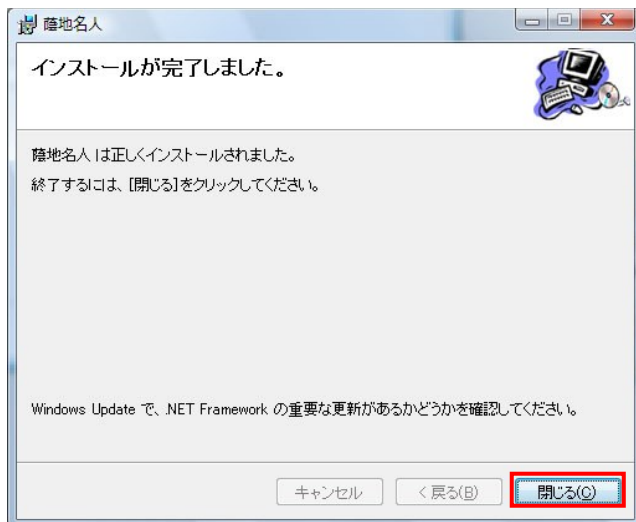 蔭地名人
インストールが完了しました。
蔭地名人 は正しくインストールされました。
終了するには、[閉じる]をクリックしてください。
Windows Update で、.NET Framework の重要な更新があるかどうかを確認してください。
キャンセル
< 戻る(B)
閉じる(C)